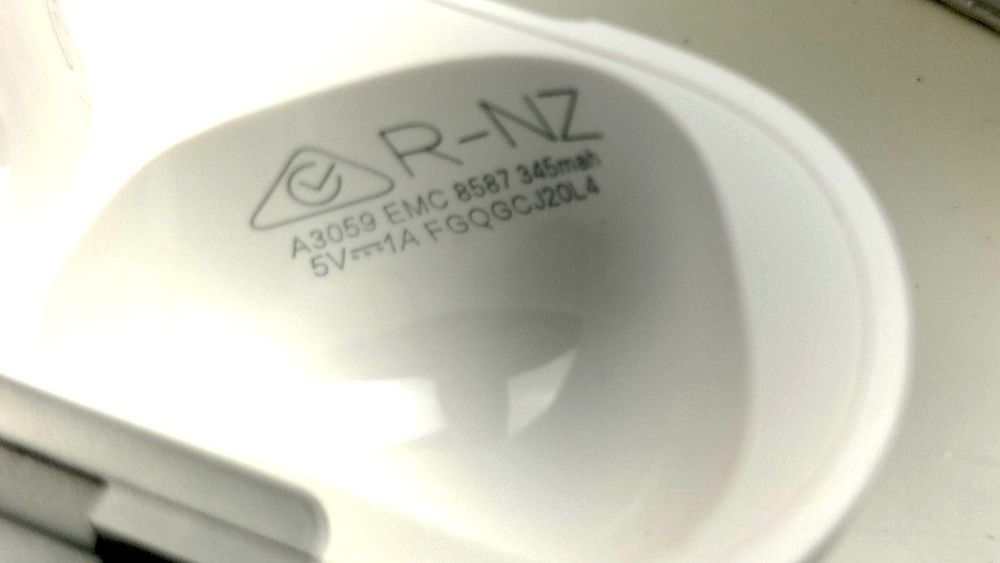 R-NZ
A3059 EMC 8587 345mah
5V⎓1A FGQGCJ20L4